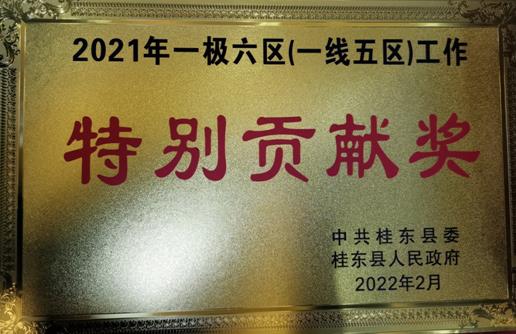 2021年一极六区(一线五区)工作
特别贡献奖
中共桂东县委
桂东县人民政府
2022年2月